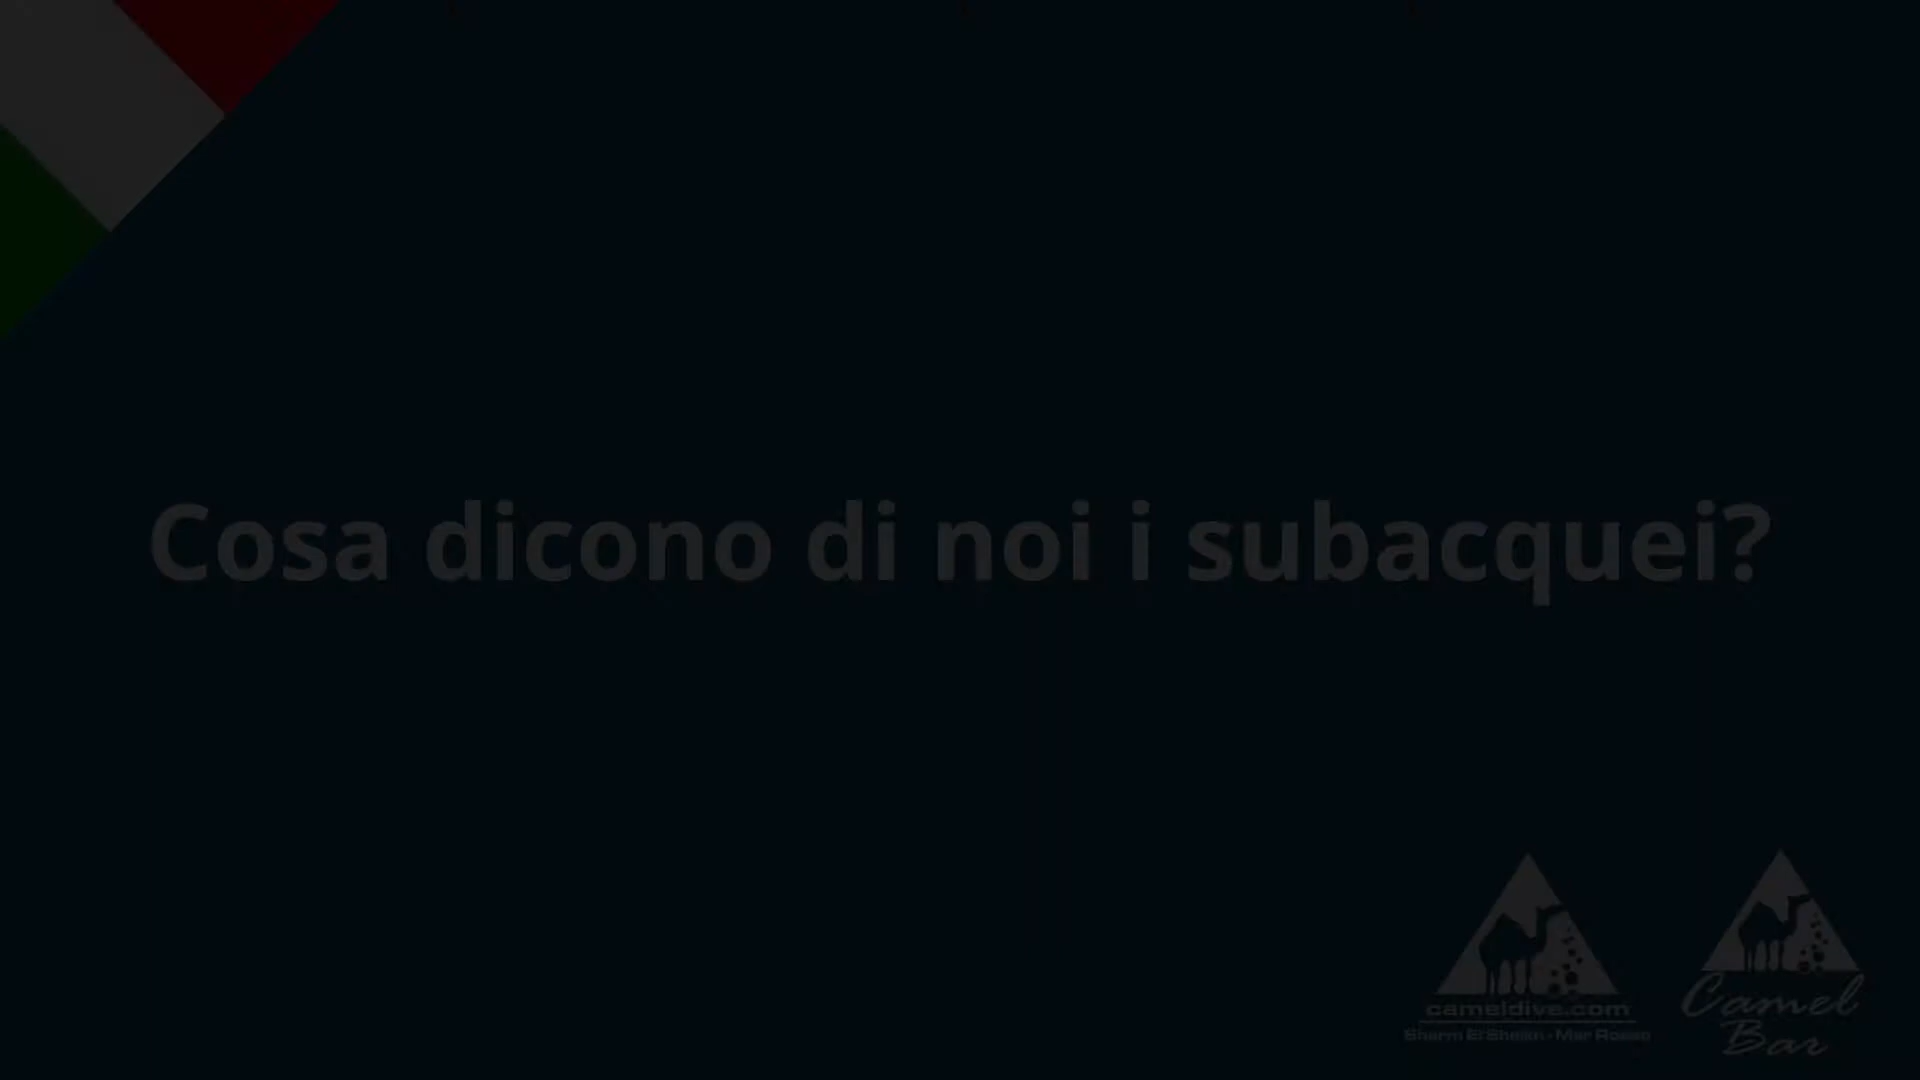 Cosa dicono di noi i subacquei?
cameldive.com
Sharm El Sheikh - Mar Rosso
Camel
Bar